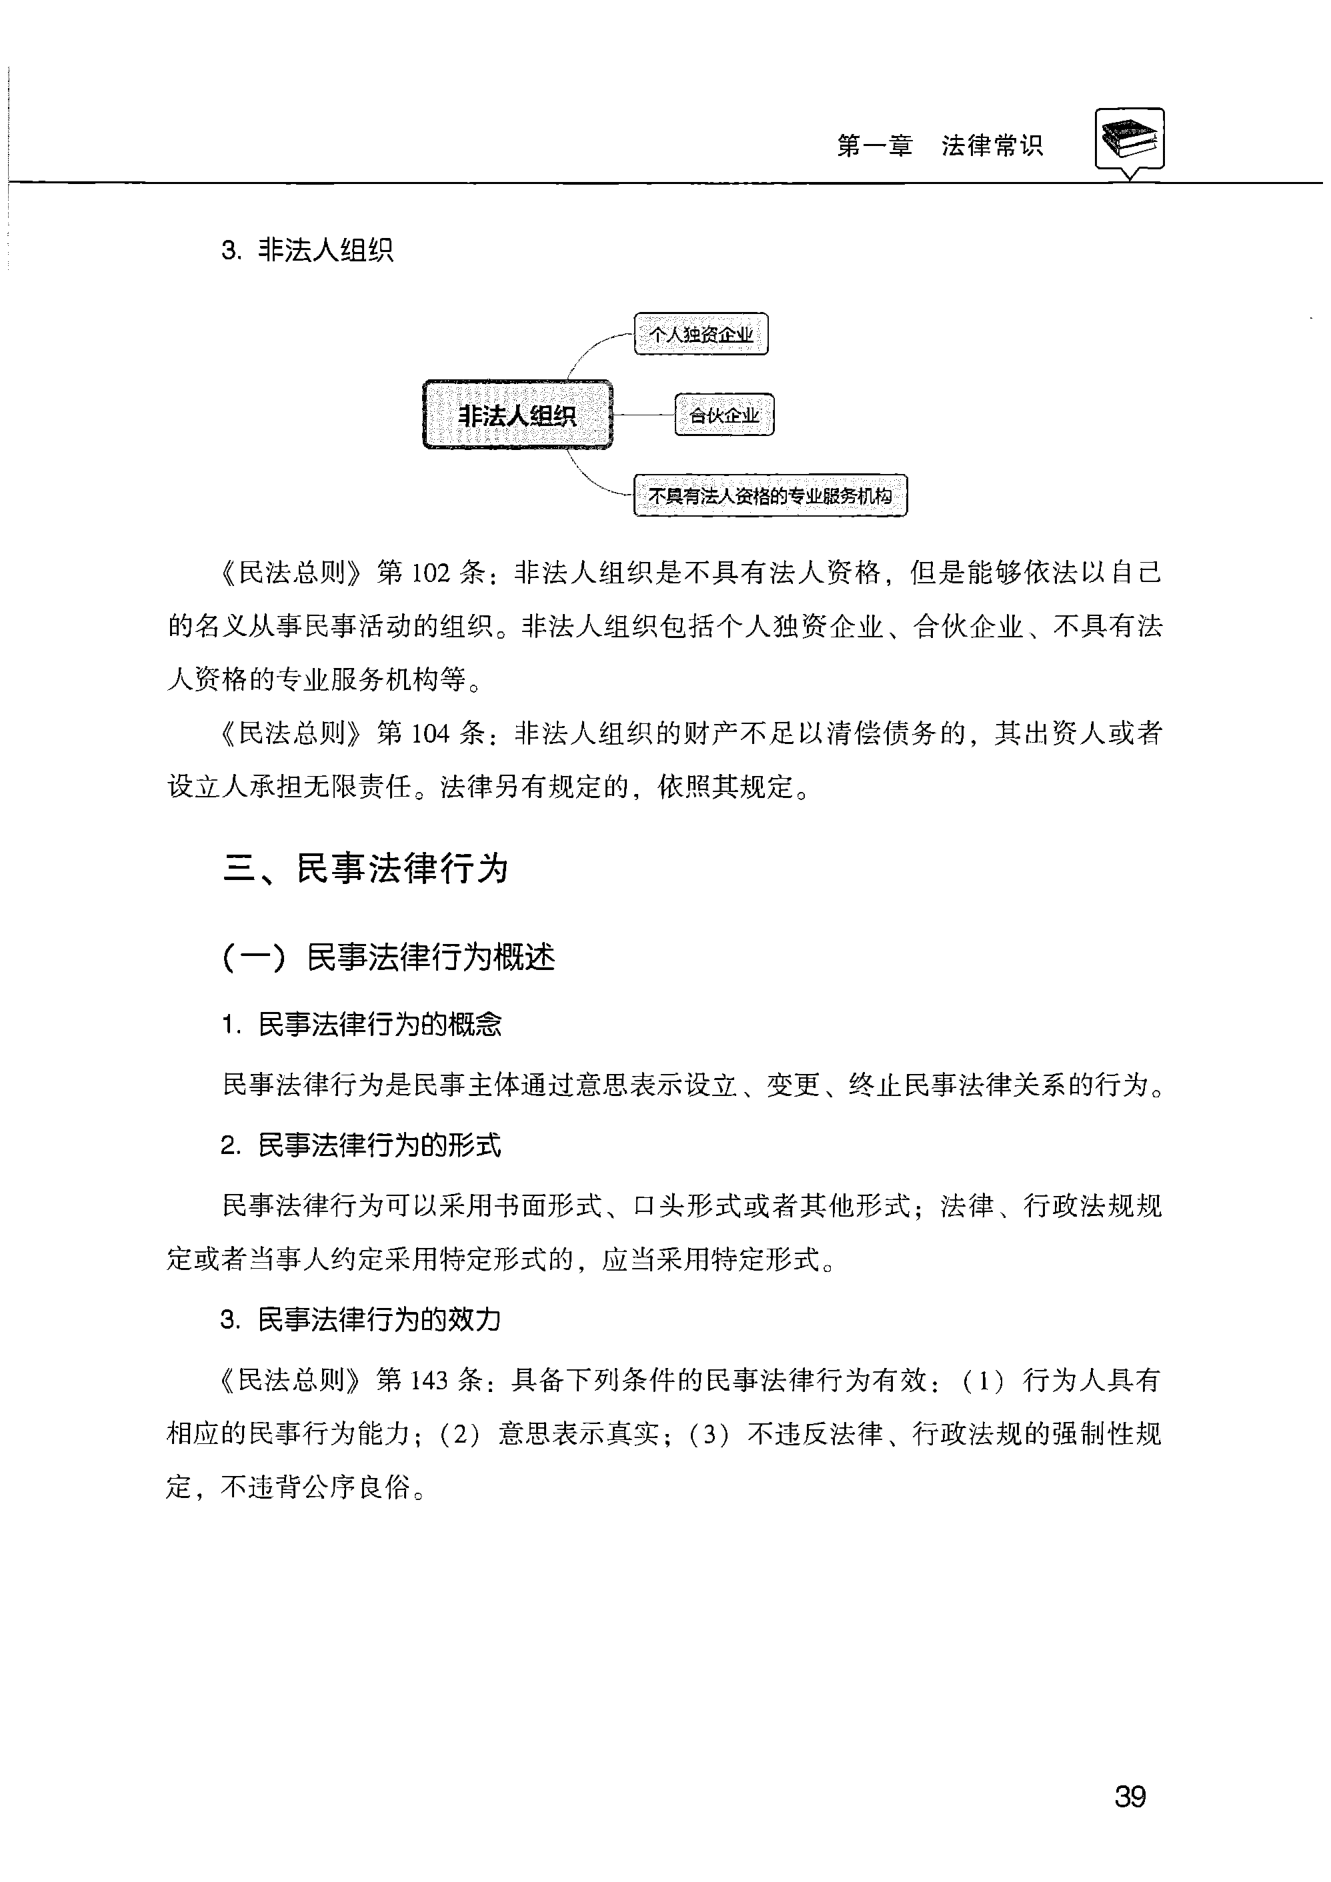 第一章 法律常识
3. 非法人组织
个人独资企业
非法人组织
合伙企业
不具有法人资格的专业服务机构
《民法总则》第 102 条：非法人组织是不具有法人资格，但是能够依法以自己
的名义从事民事活动的组织。非法人组织包括个人独资企业、合伙企业、不具有法
人资格的专业服务机构等。
《民法总则》第 104 条：非法人组织的财产不足以清偿债务的，其出资人或者
设立人承担无限责任。法律另有规定的，依照其规定。
三、民事法律行为
（一）民事法律行为概述
1. 民事法律行为的概念
民事法律行为是民事主体通过意思表示设立、变更、终止民事法律关系的行为。
2. 民事法律行为的形式
民事法律行为可以采用书面形式、口头形式或者其他形式；法律、行政法规规
定或者当事人约定采用特定形式的，应当采用特定形式。
3. 民事法律行为的效力
《民法总则》第 143 条：具备下列条件的民事法律行为有效：（1）行为人具有
相应的民事行为能力；（2）意思表示真实；（3）不违反法律、行政法规的强制性规
定，不违背公序良俗。
39